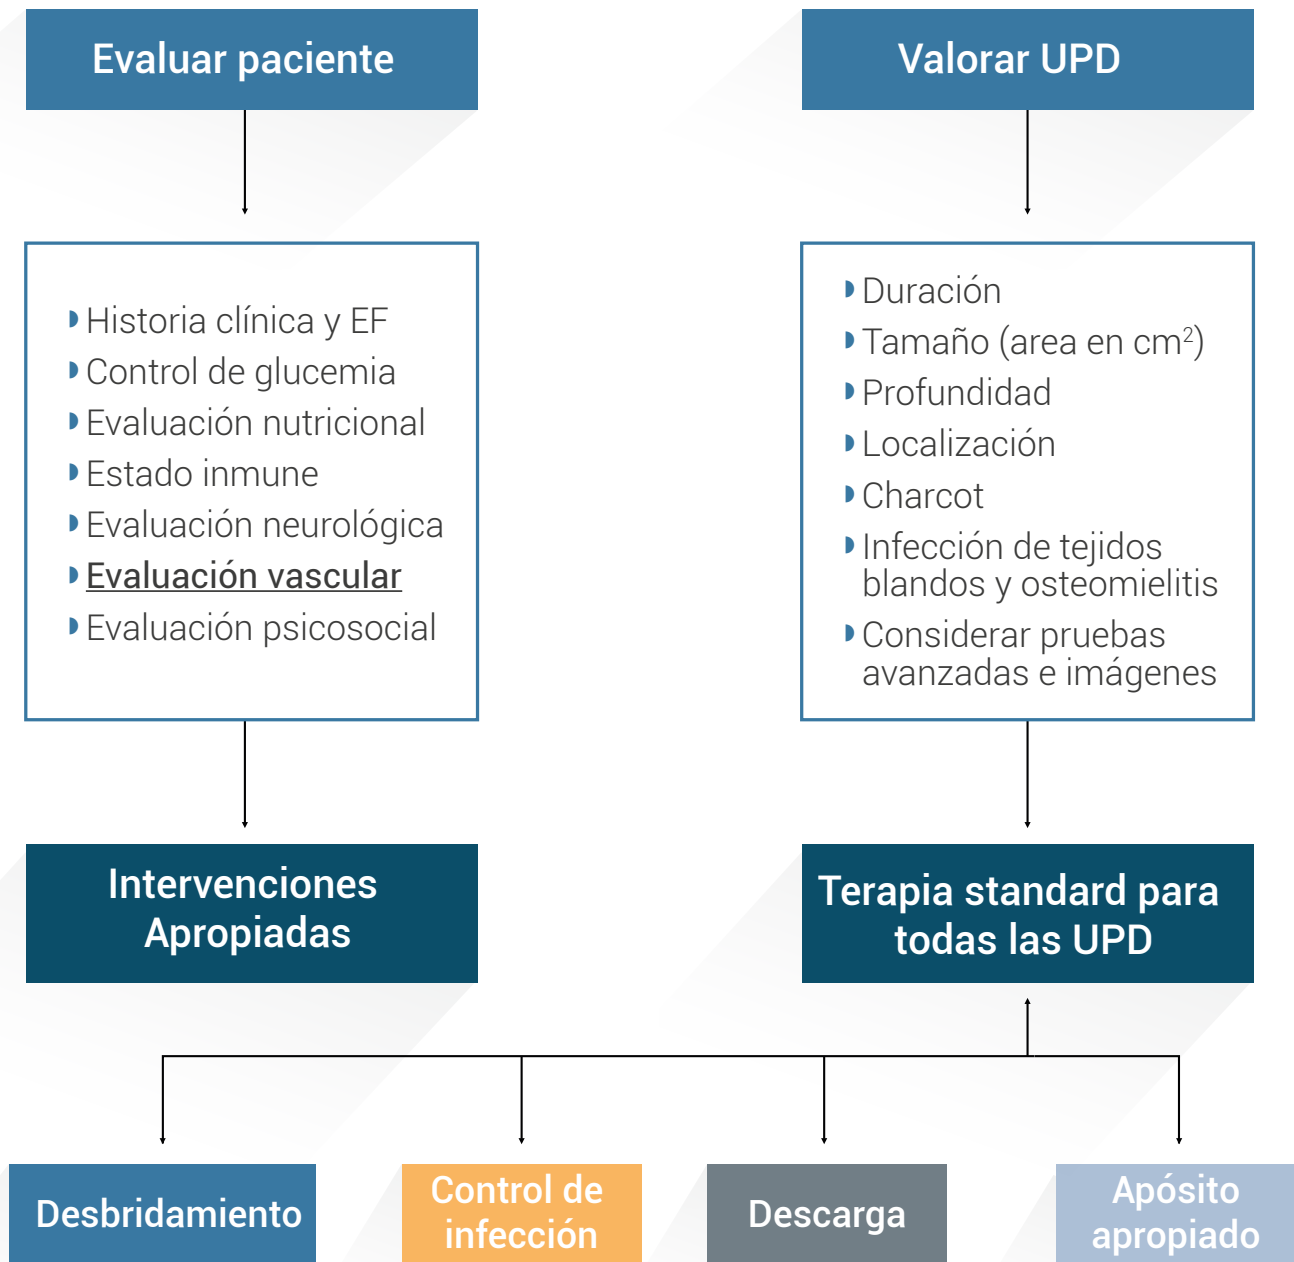 Evaluar paciente
Historia clínica y EF
Control de glucemia
Evaluación nutricional
Estado inmune
Evaluación neurológica
Evaluación vascular
Evaluación psicosocial
Intervenciones
Apropiadas
Valorar UPD
Duración
Tamaño (area en cm²)
Profundidad
Localización
Charcot
Infección de tejidos
blandos y osteomielitis
Considerar pruebas
avanzadas e imágenes
Terapia standard para
todas las UPD
Desbridamiento
Control de
infección
Descarga
Apósito
apropiado